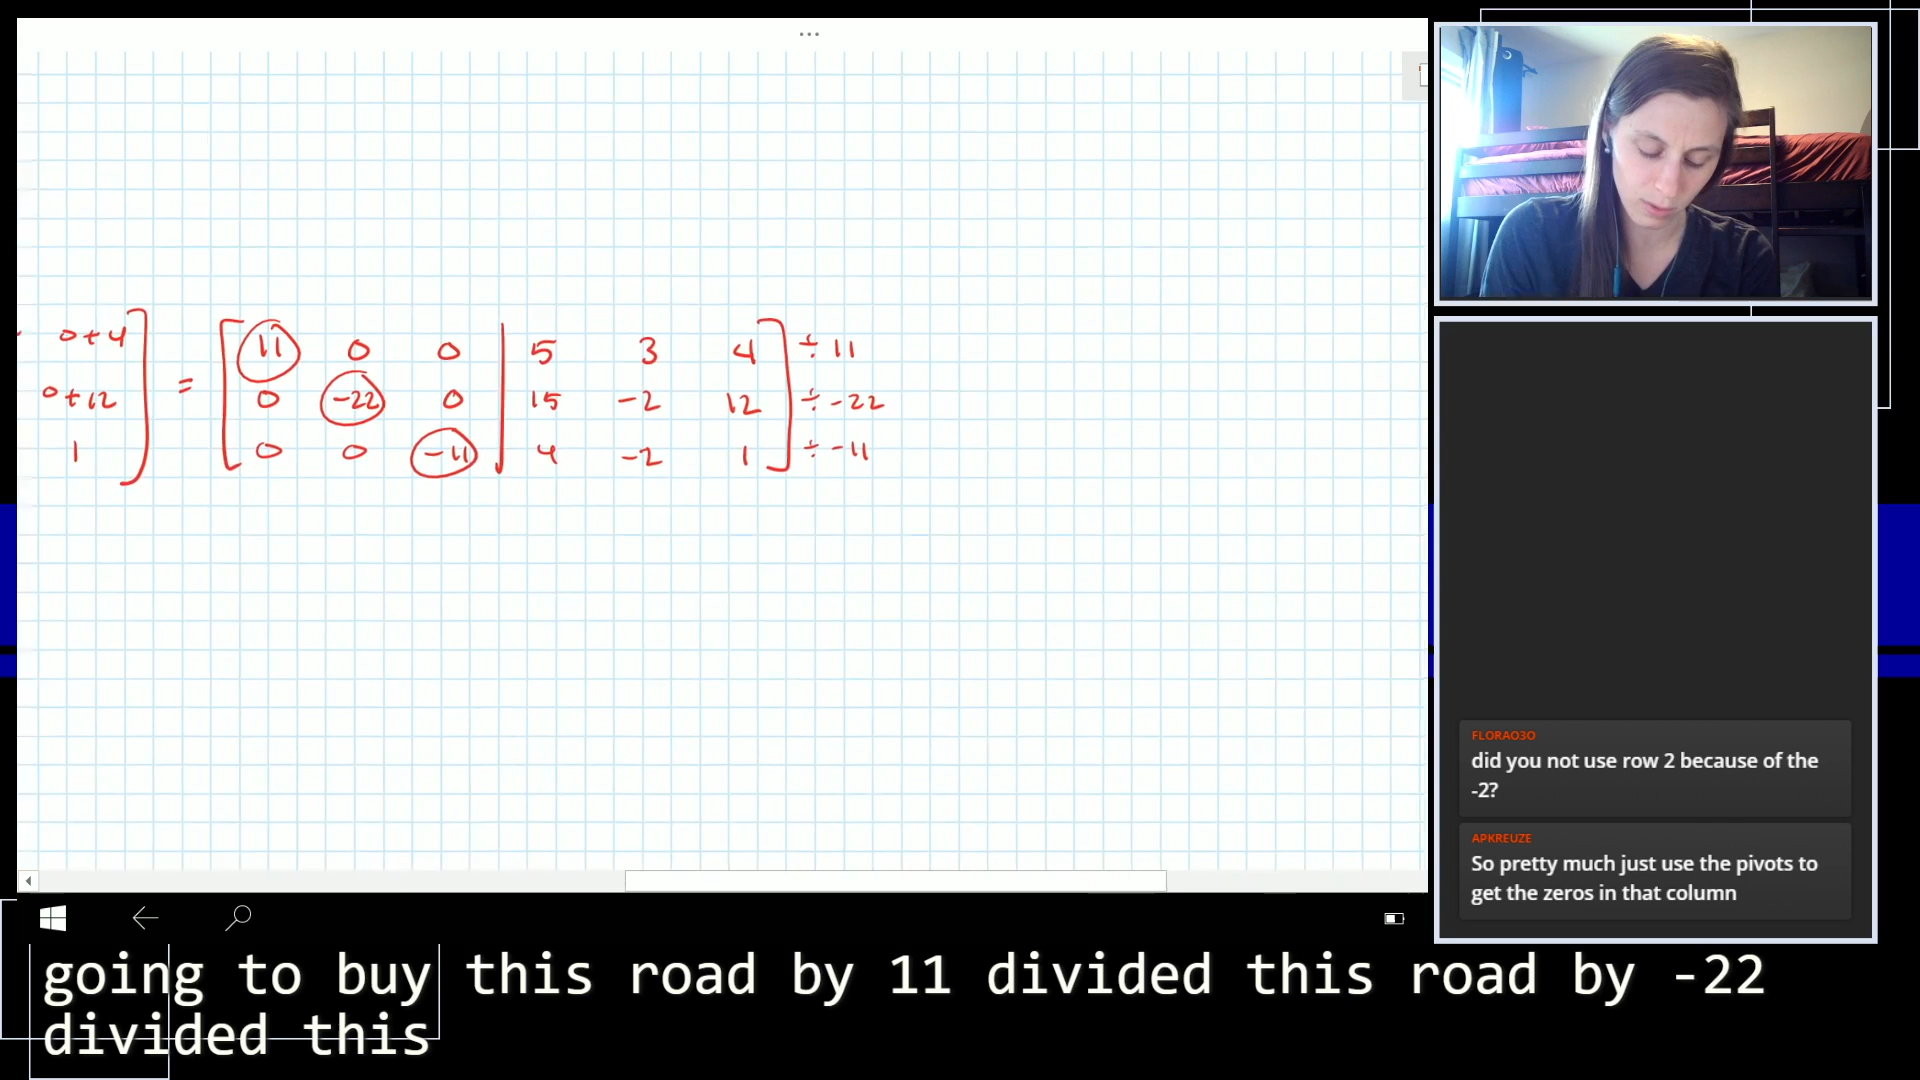 0+4
0+12
1
=
11 0 0 | 5 3 4 ÷ 11
0 -22 0 | 15 -2 12 ÷ -22
0 0 -11 | 4 -2 1 ÷ -11
FLORAO3O
did you not use row 2 because of the
-2?
APKREUZE
So pretty much just use the pivots to
get the zeros in that column
going to buy this road by 11 divided this road by -22
divided this